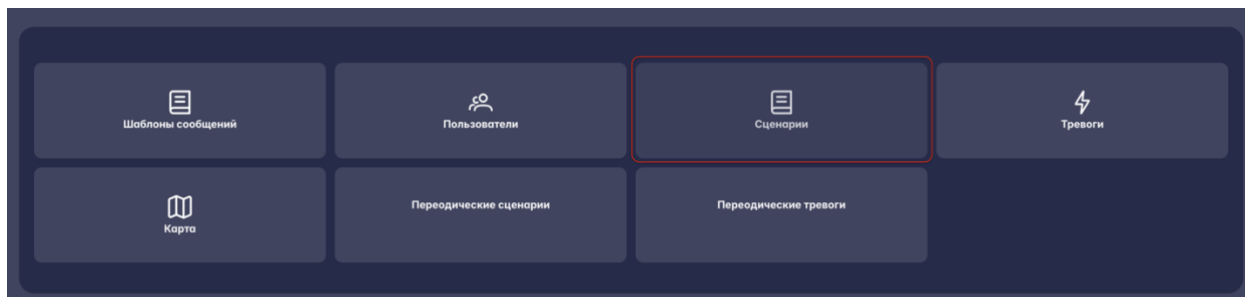 Шаблоны сообщений
Пользователи
Сценарии
Тревоги
Карта
Переодические сценарии
Переодические тревоги